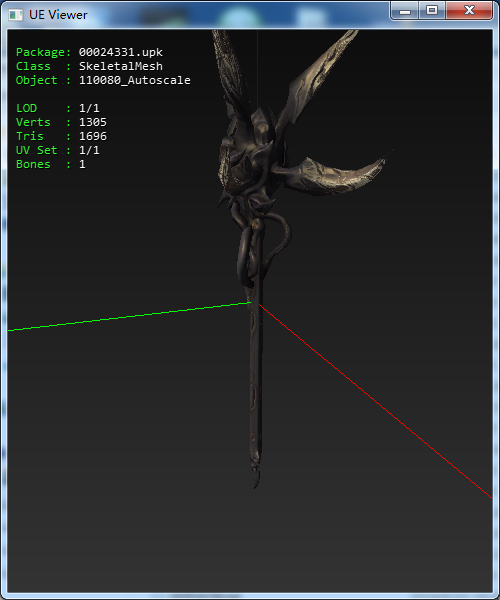 UE Viewer
Package: 00024331.upk
Class  : SkeletalMesh
Object : 110080_Autoscale
LOD    : 1/1
Verts  : 1305
Tris   : 1696
UV Set : 1/1
Bones  : 1